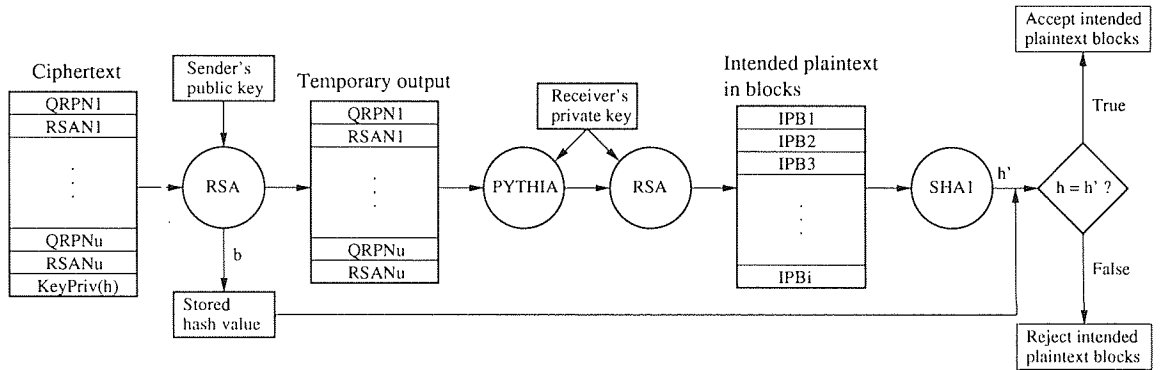 Ciphertext
QRPN1
RSAN1
QRPNu
RSANu
KeyPriv(h)
Sender's
public key
RSA
b
Stored
hash value
Temporary output
QRPN1
RSAN1
QRPNu
RSANu
Receiver's
private key
PYTHIA
RSA
Intended plaintext
in blocks
IPB1
IPB2
IPB3
IPBi
SHA1
h'
h = h' ?
Accept intended
plaintext blocks
True
False
Reject intended
plaintext blocks